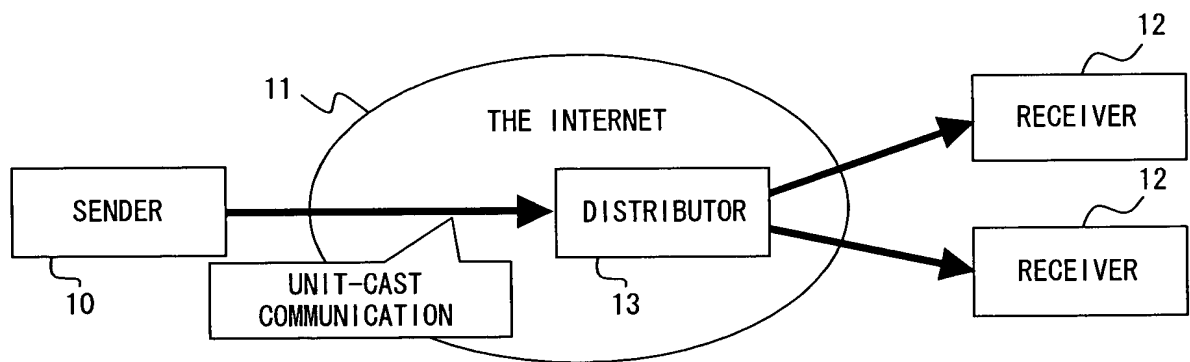 12
11
THE INTERNET
RECEIVER
12
SENDER
DISTRIBUTOR
RECEIVER
10
UNIT-CAST
COMMUNICATION
13